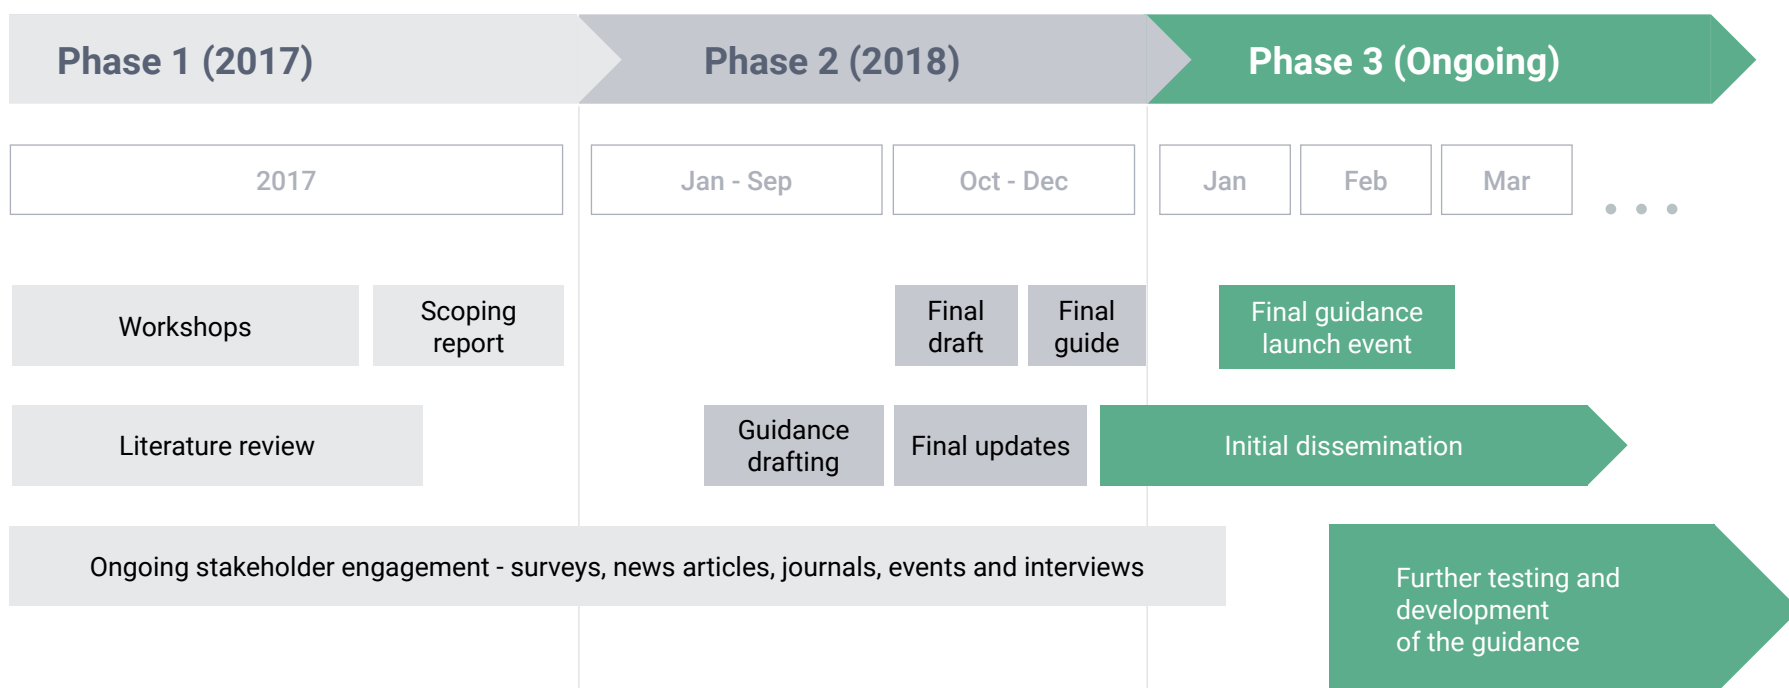 Phase 1 (2017)
Phase 2 (2018)
Phase 3 (Ongoing)
2017
Jan - Sep
Oct - Dec
Jan
Feb
Mar
Workshops
Scoping
report
Final
draft
Final
guide
Final guidance
launch event
Literature review
Guidance
drafting
Final updates
Initial dissemination
Ongoing stakeholder engagement - surveys, news articles, journals, events and interviews
Further testing and
development
of the guidance